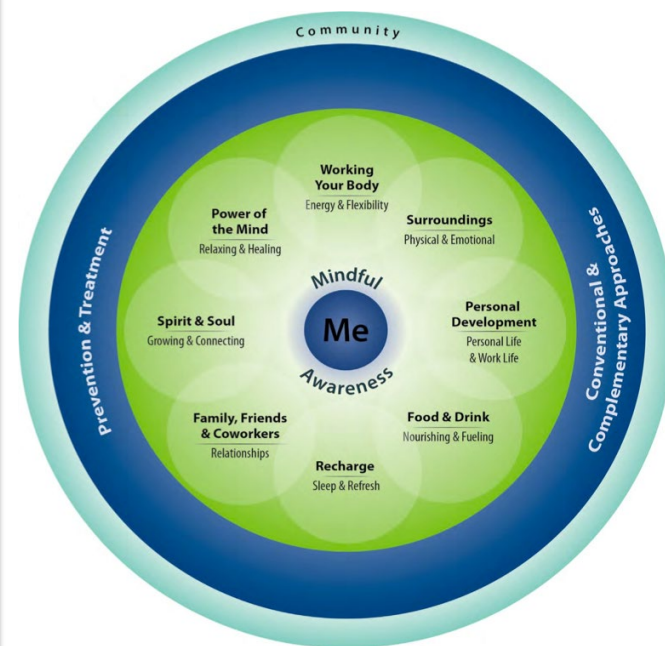 Community
Working
Your Body
Energy & Flexibility
Surroundings
Physical & Emotional
Personal
Development
Personal Life
& Work Life
Food & Drink
Nourishing & Fueling
Recharge
Sleep & Refresh
Family, Friends
& Coworkers
Relationships
Spirit & Soul
Growing & Connecting
Power of
the Mind
Relaxing & Healing
Mindful
Me
Awareness
Prevention & Treatment
Conventional &
Complementary Approaches